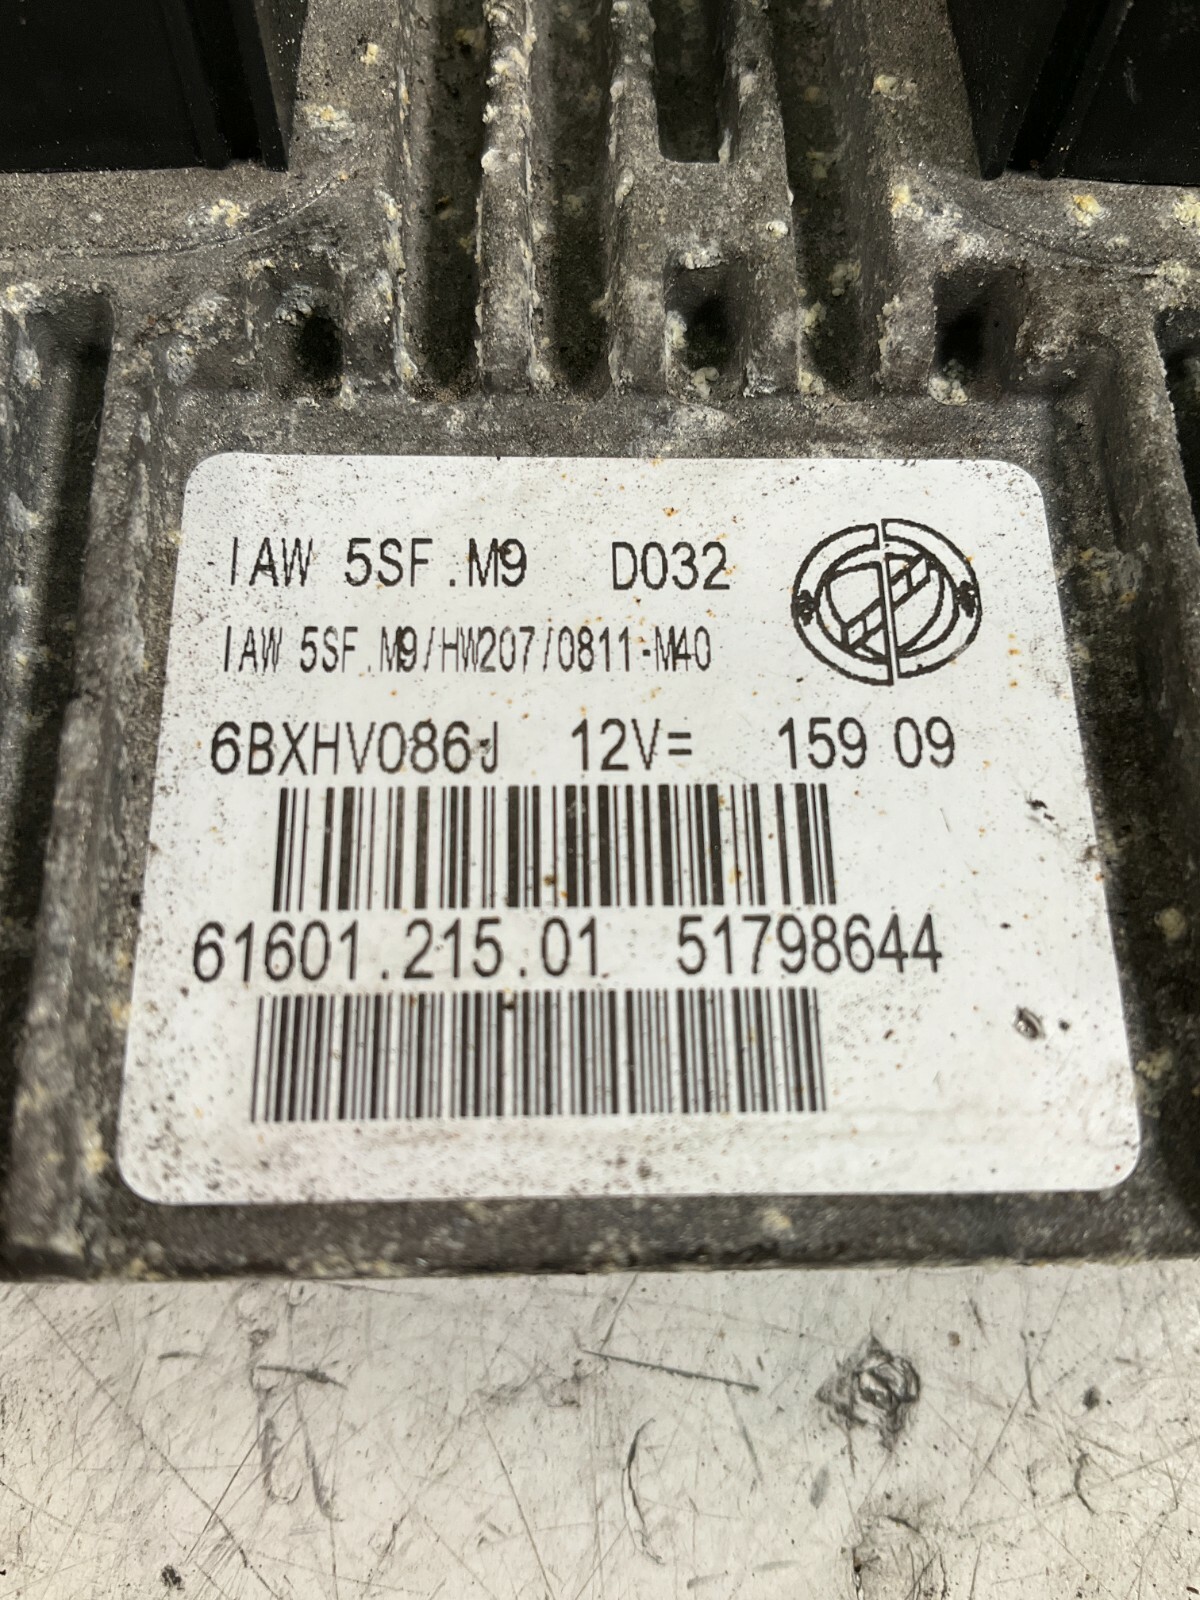 IAW 5SF.M9 D032
IAW 5SF.M9/HW207/0811-M40
6BXHV086J 12V= 159 09
61601.215.01 51798644